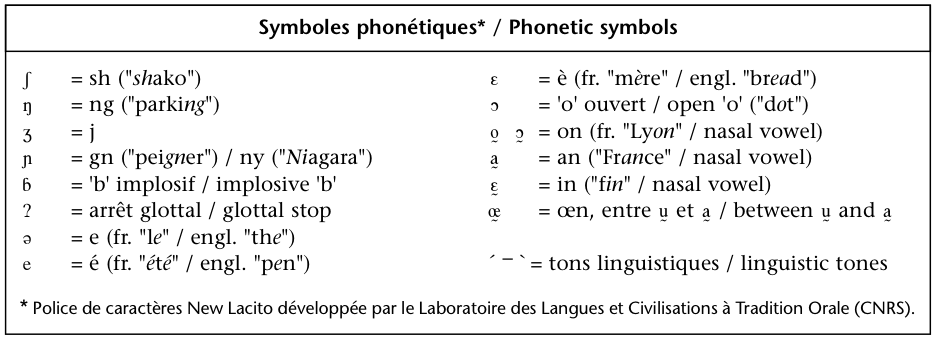 Symboles phonétiques* / Phonetic symbols
ʃ = sh ("shako")
ŋ = ng ("parking")
ʒ = j
ɲ = gn ("peigner") / ny ("Niagara")
ɓ = 'b' implosif / implosive 'b'
ʔ = arrêt glottal / glottal stop
ə = e (fr. "le" / engl. "the")
e = é (fr. "été" / engl. "pen")
ɛ = è (fr. "mère" / engl. "bread")
ɔ = 'o' ouvert / open 'o' ("dot")
o̰ ɔ̰ = on (fr. "Lyon" / nasal vowel)
a̰ = an ("France" / nasal vowel)
ɛ̰ = in ("fin" / nasal vowel)
œ̰ = œn, entre ṵ et a̰ / between ṵ and a̰
´ ¯ ` = tons linguistiques / linguistic tones
* Police de caractères New Lacito développée par le Laboratoire des Langues et Civilisations à Tradition Orale (CNRS).